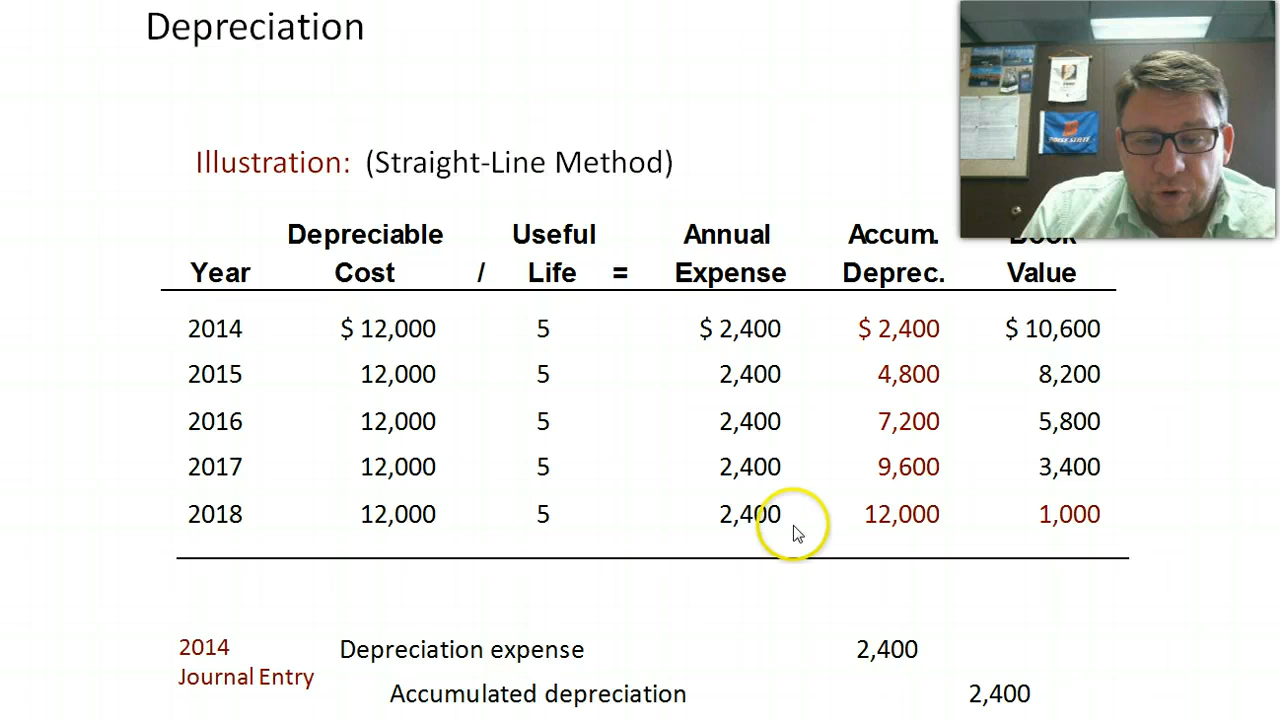 Depreciation
Illustration: (Straight-Line Method)
Depreciable Useful Annual Accum. Book
Year Cost / Life = Expense Deprec. Value
2014 $ 12,000 5 $ 2,400 $ 2,400 $ 10,600
2015 12,000 5 2,400 4,800 8,200
2016 12,000 5 2,400 7,200 5,800
2017 12,000 5 2,400 9,600 3,400
2018 12,000 5 2,400 12,000 1,000
2014 Depreciation expense 2,400
Journal Entry
Accumulated depreciation 2,400
BOISE STATE